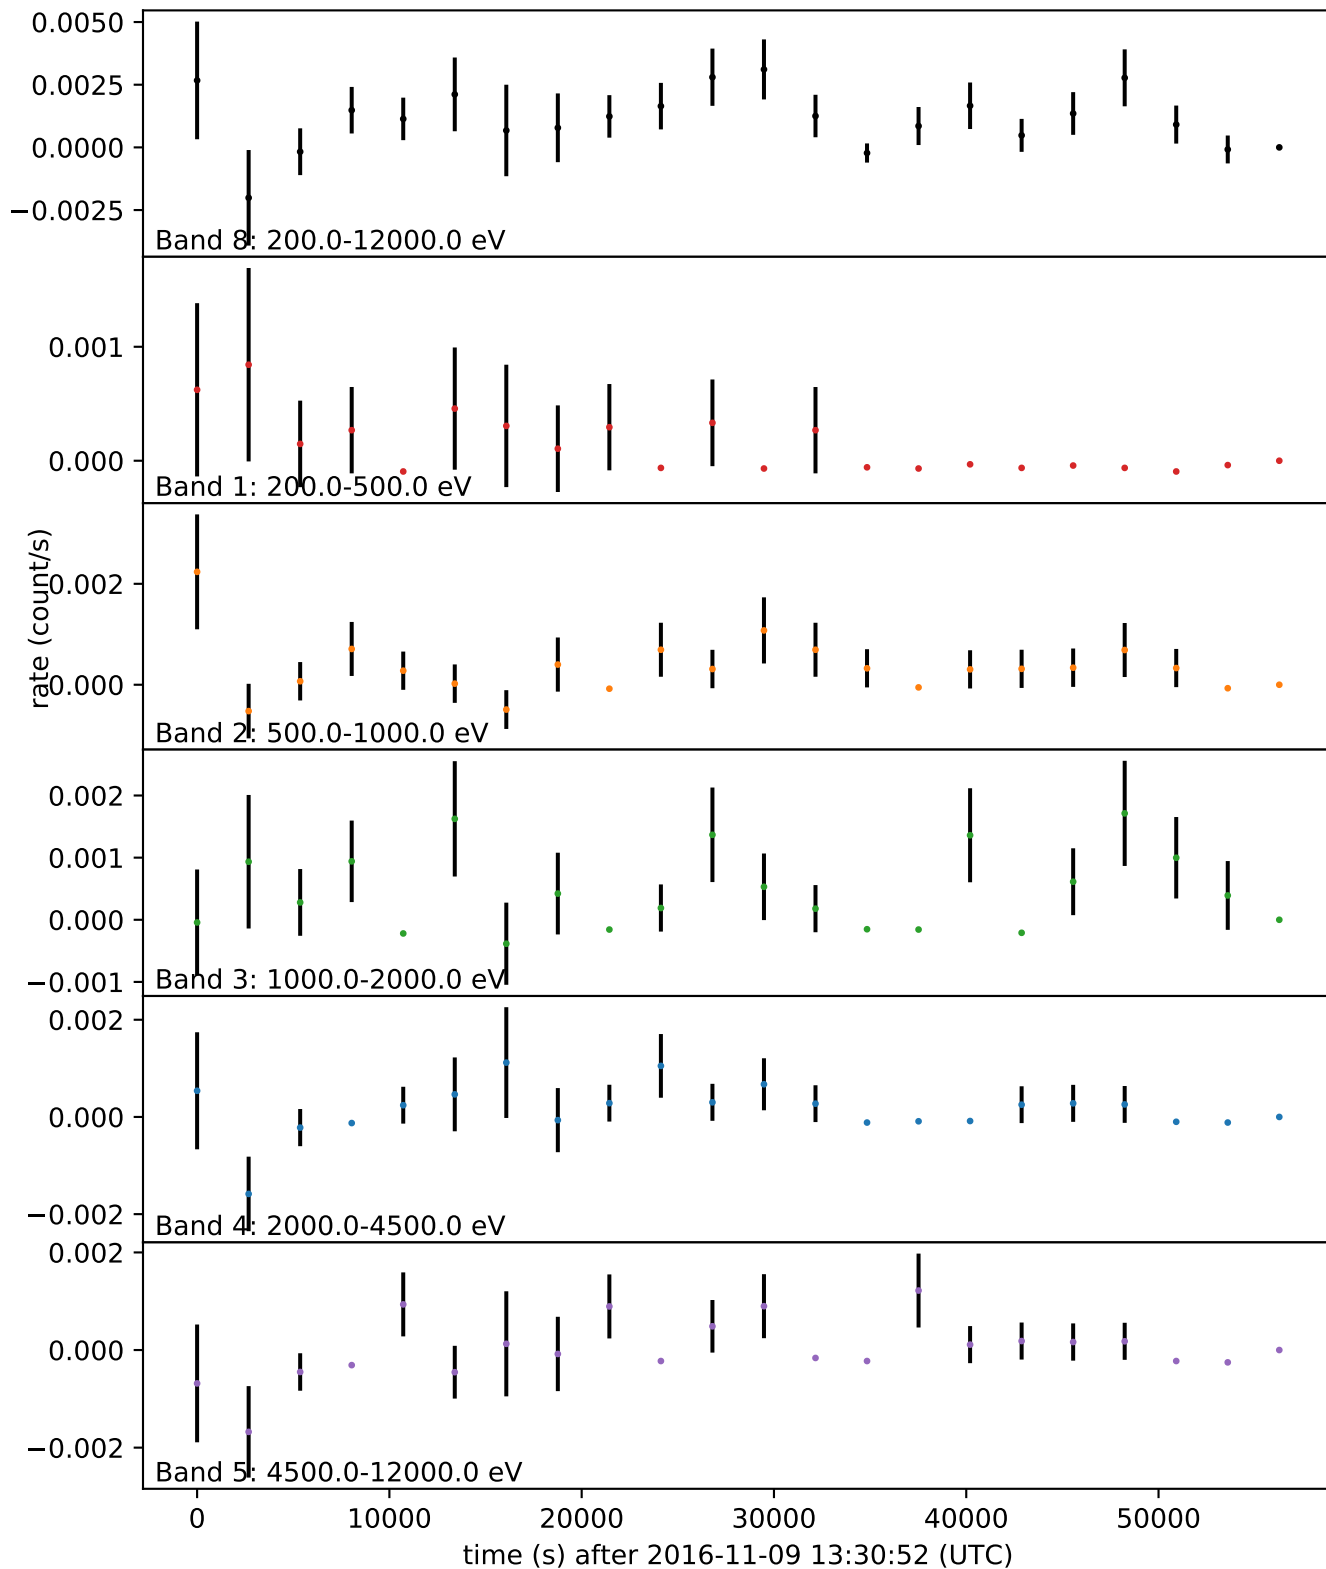 0.0050
0.0025
0.0000
−0.0025
Band 8: 200.0-12000.0 eV
0.001
0.000
Band 1: 200.0-500.0 eV
rate (count/s)
0.002
0.000
Band 2: 500.0-1000.0 eV
0.002
0.001
0.000
−0.001
Band 3: 1000.0-2000.0 eV
0.002
0.000
−0.002
Band 4: 2000.0-4500.0 eV
0.002
0.000
−0.002
Band 5: 4500.0-12000.0 eV
0 10000 20000 30000 40000 50000
time (s) after 2016-11-09 13:30:52 (UTC)